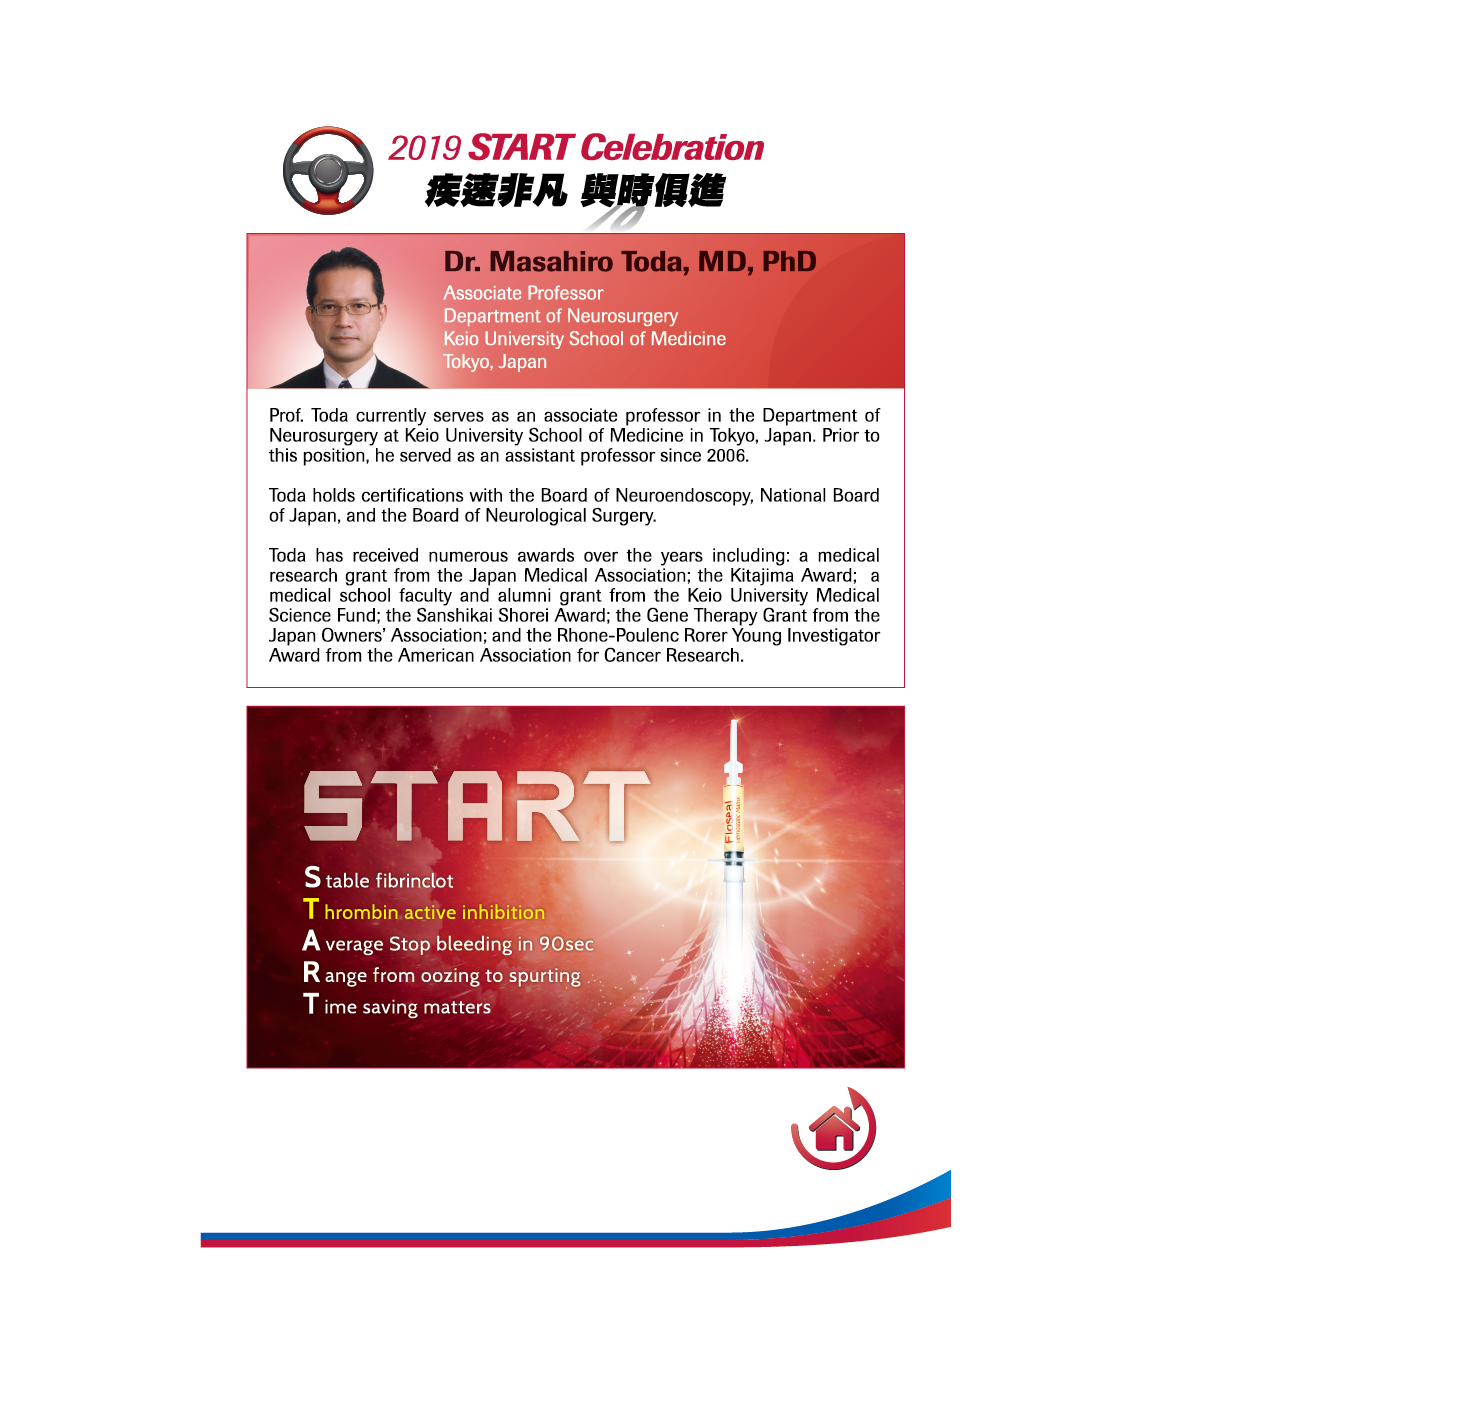 2019 START Celebration
疾速非凡 與時俱進
Dr. Masahiro Toda, MD, PhD
Associate Professor
Department of Neurosurgery
Keio University School of Medicine
Tokyo, Japan
Prof. Toda currently serves as an associate professor in the Department of
Neurosurgery at Keio University School of Medicine in Tokyo, Japan. Prior to
this position, he served as an assistant professor since 2006.
Toda holds certifications with the Board of Neuroendoscopy, National Board
of Japan, and the Board of Neurological Surgery.
Toda has received numerous awards over the years including: a medical
research grant from the Japan Medical Association; the Kitajima Award; a
medical school faculty and alumni grant from the Keio University Medical
Science Fund; the Sanshikai Shorei Award; the Gene Therapy Grant from the
Japan Owners’ Association; and the Rhone-Poulenc Rorer Young Investigator
Award from the American Association for Cancer Research.
START
Stable fibrinclot
Thrombin active inhibition
Average Stop bleeding in 90sec
Range from oozing to spurting
Time saving matters
Floseal